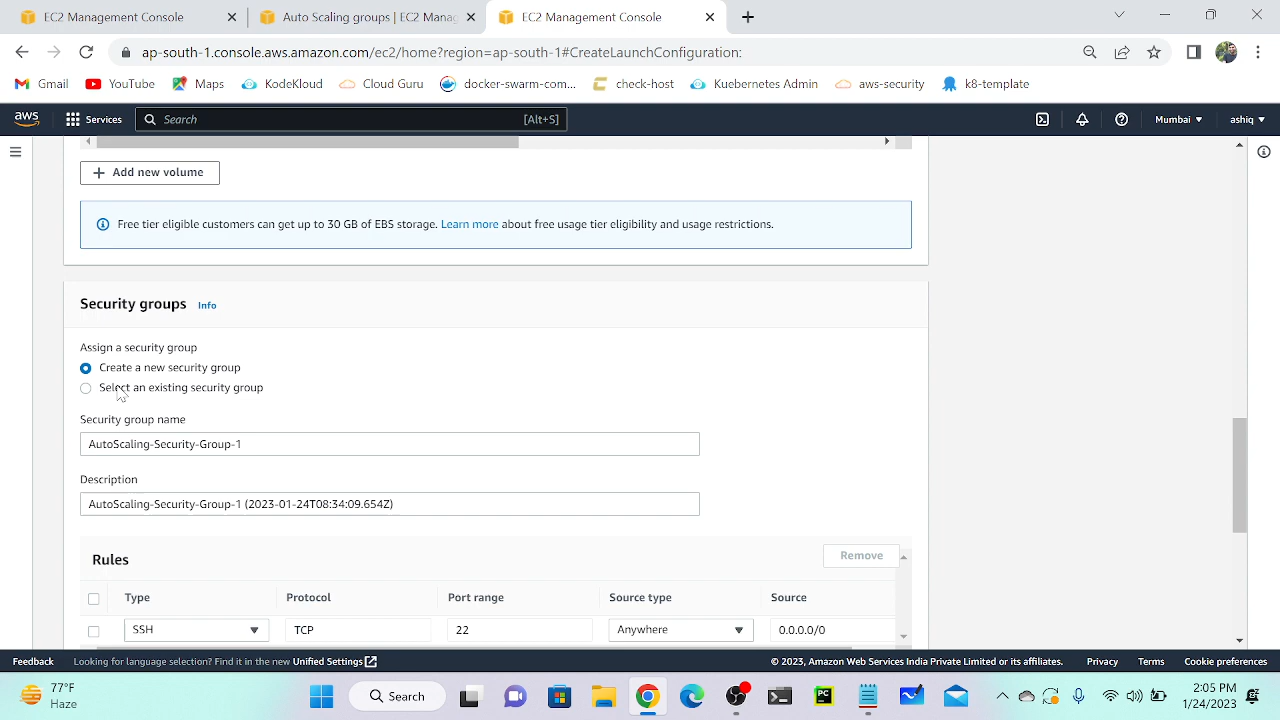 EC2 Management Console
Auto Scaling groups | EC2 Mana
EC2 Management Console
ap-south-1.console.aws.amazon.com/ec2/home?region=ap-south-1#CreateLaunchConfiguration:
Gmail
YouTube
Maps
KodeKloud
Cloud Guru
docker-swarm-com...
check-host
Kubernetes Admin
aws-security
k8-template
aws
Services
Search
[Alt+S]
Mumbai
ashiq
Add new volume
Free tier eligible customers can get up to 30 GB of EBS storage. Learn more about free usage tier eligibility and usage restrictions.
Security groups Info
Assign a security group
Create a new security group
Select an existing security group
Security group name
AutoScaling-Security-Group-1
Description
AutoScaling-Security-Group-1 (2023-01-24T08:34:09.654Z)
Rules
Remove
Type Protocol Port range Source type Source
SSH TCP 22 Anywhere 0.0.0.0/0
Feedback Looking for language selection? Find it in the new Unified Settings © 2023, Amazon Web Services India Private Limited or its affiliates. Privacy Terms Cookie preferences
77°F
Haze
Search
PC
2:05 PM
1/24/2023